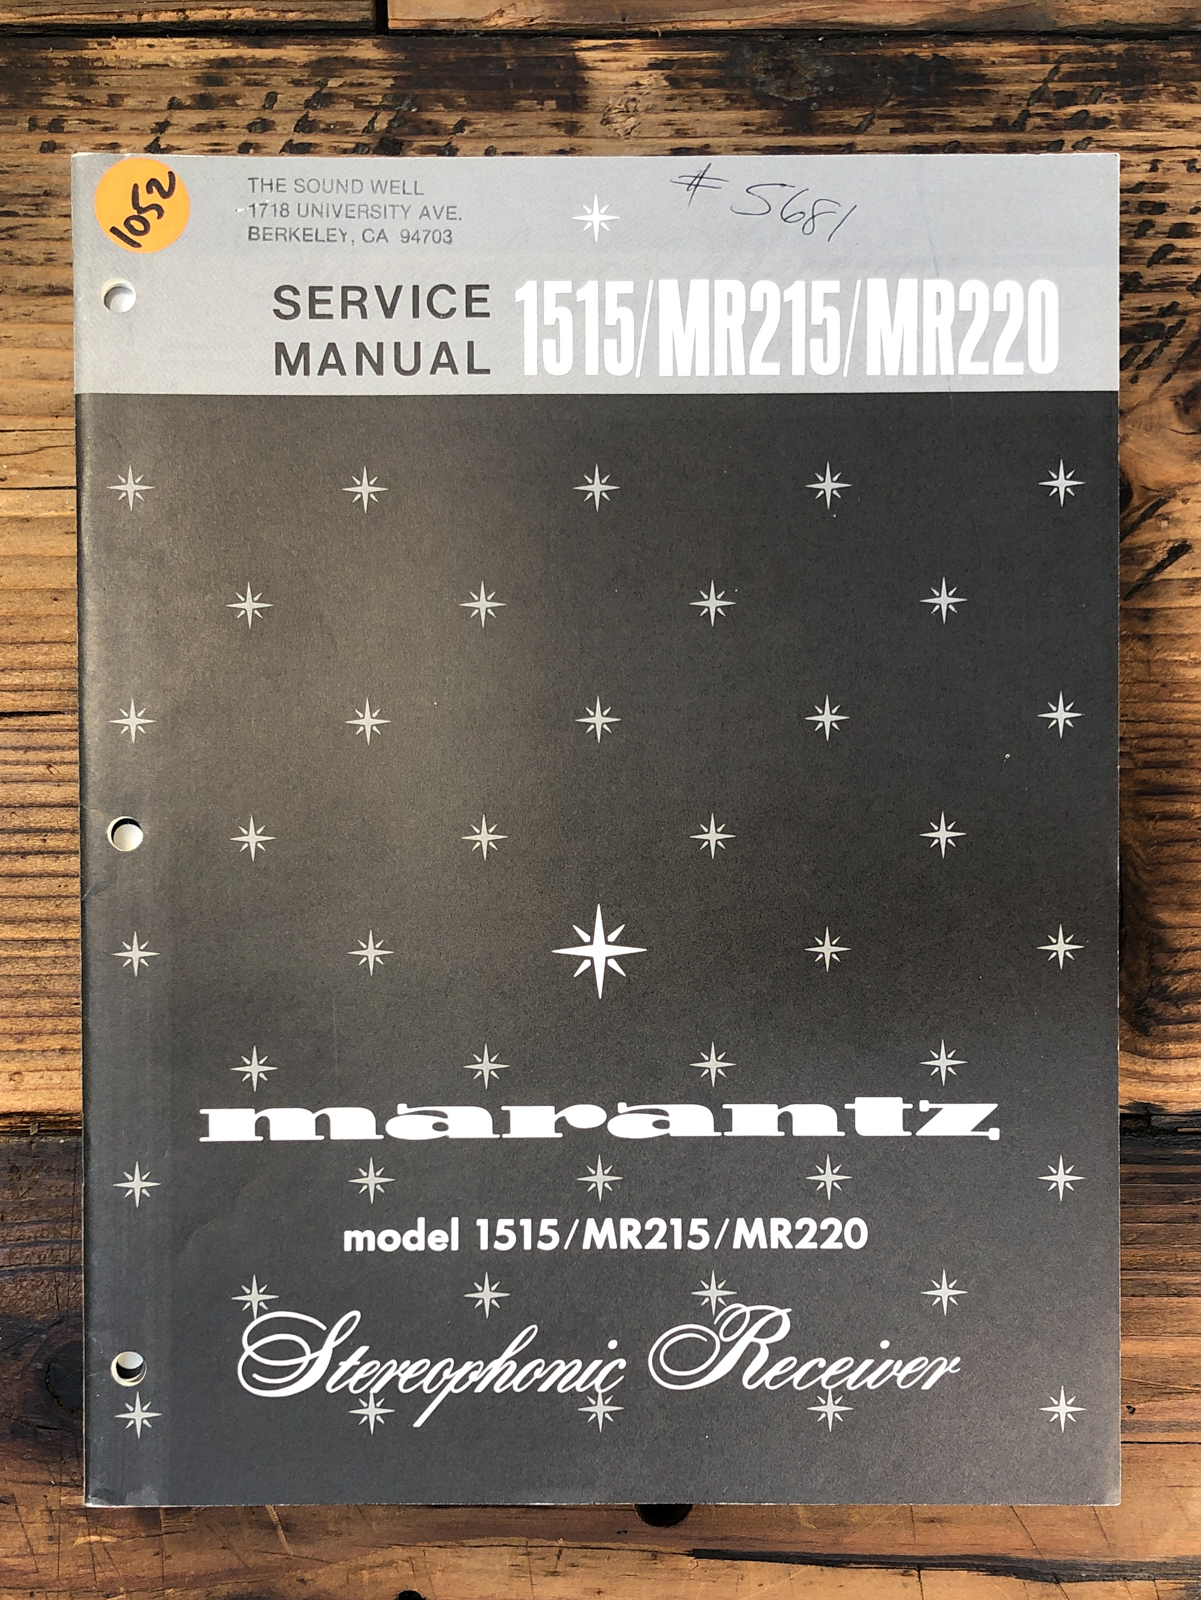 1052
THE SOUND WELL
1718 UNIVERSITY AVE.
BERKELEY, CA 94703
# 5681
SERVICE
MANUAL
1515/MR215/MR220
marantz
model 1515/MR215/MR220
Stereophonic Receiver